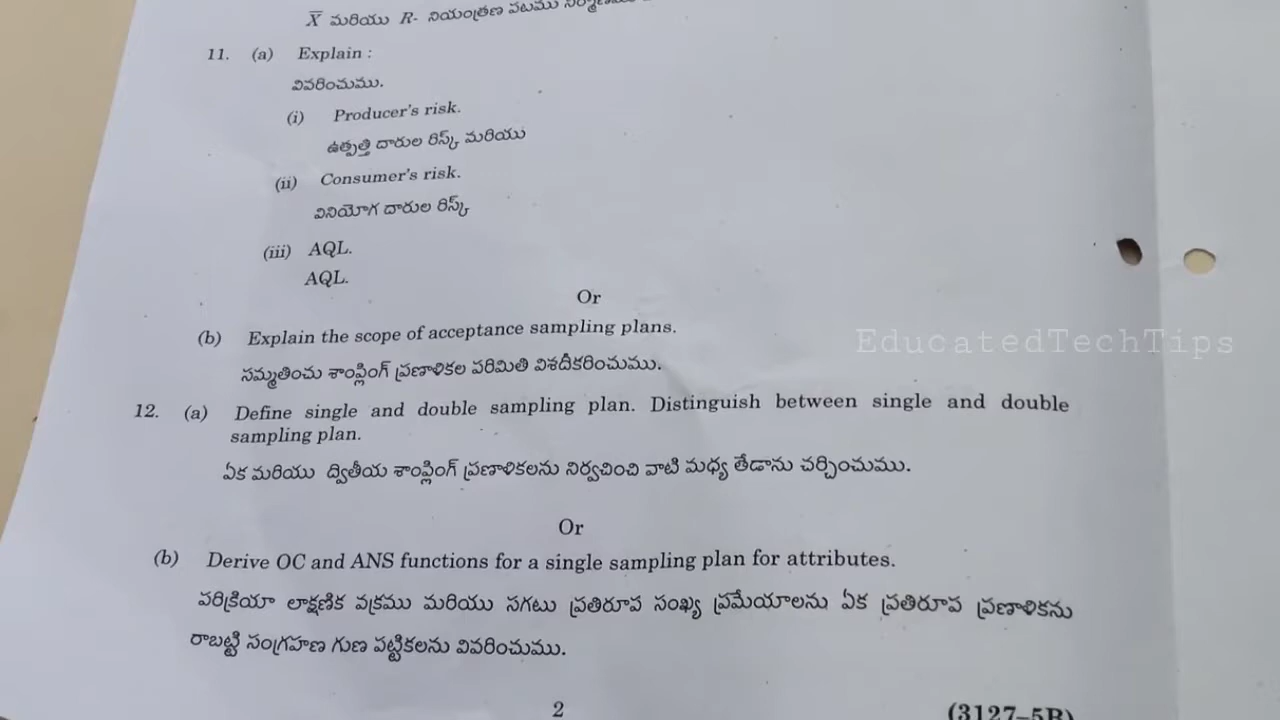 X̅ మరియు R- నియంత్రణ పటము
11. (a) Explain :
వివరించుము.
(i) Producer's risk.
ఉత్పత్తి దారుల రిస్క్ మరియు
(ii) Consumer's risk.
వినియోగ దారుల రిస్క్
(iii) AQL.
AQL.
Or
(b) Explain the scope of acceptance sampling plans.
సమ్మతించు శాంప్లింగ్ ప్రణాళికల పరిమితి విశదీకరించుము.
EducatedTechTips
12. (a) Define single and double sampling plan. Distinguish between single and double
sampling plan.
ఏక మరియు ద్వితీయ శాంప్లింగ్ ప్రణాళికలను నిర్వచించి వాటి మధ్య తేడాను చర్చించుము.
Or
(b) Derive OC and ANS functions for a single sampling plan for attributes.
పరిక్రియా లాక్షణిక వక్రము మరియు సగటు ప్రతిరూప సంఖ్య ప్రమేయాలను ఏక ప్రతిరూప ప్రణాళికను
రాబట్టి సంగ్రహణ గుణ పట్టికలను వివరించుము.
2
(3127–5B)